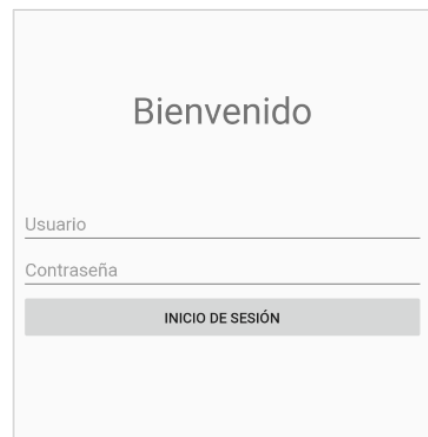 Bienvenido
Usuario
Contraseña
INICIO DE SESIÓN